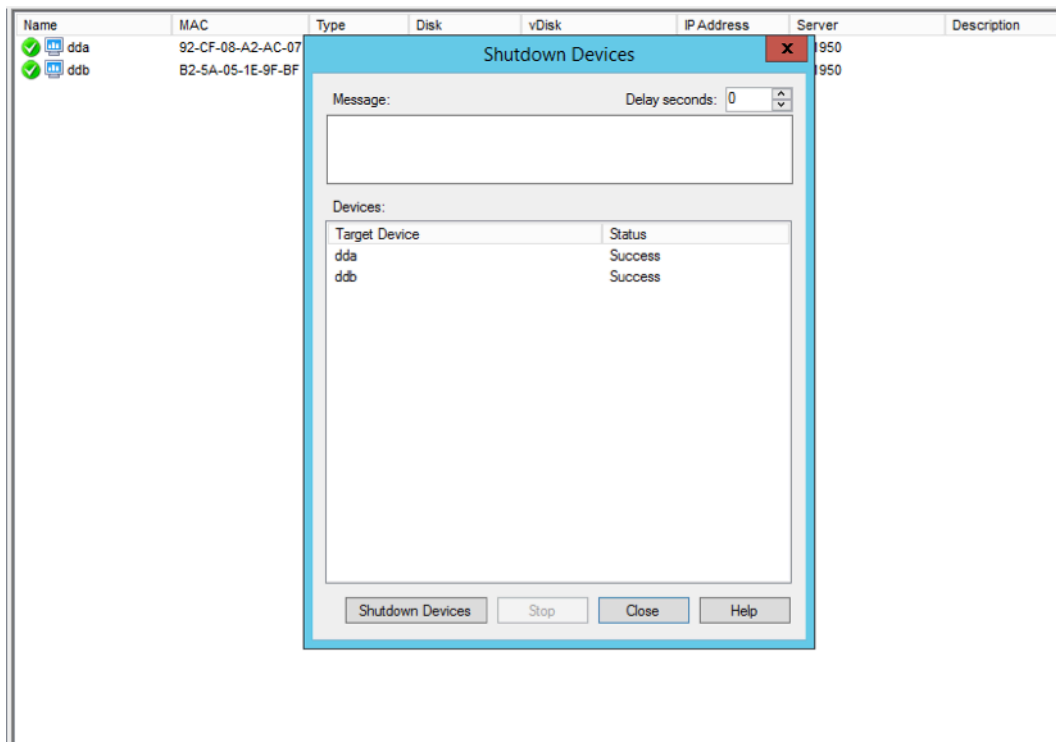 Name MAC Type Disk vDisk IP Address Server Description
dda 92-CF-08-A2-AC-07 1950
ddb B2-5A-05-1E-9F-BF 1950
Shutdown Devices
x
Message: Delay seconds: 0
Devices:
Target Device Status
dda Success
ddb Success
Shutdown Devices Stop Close Help